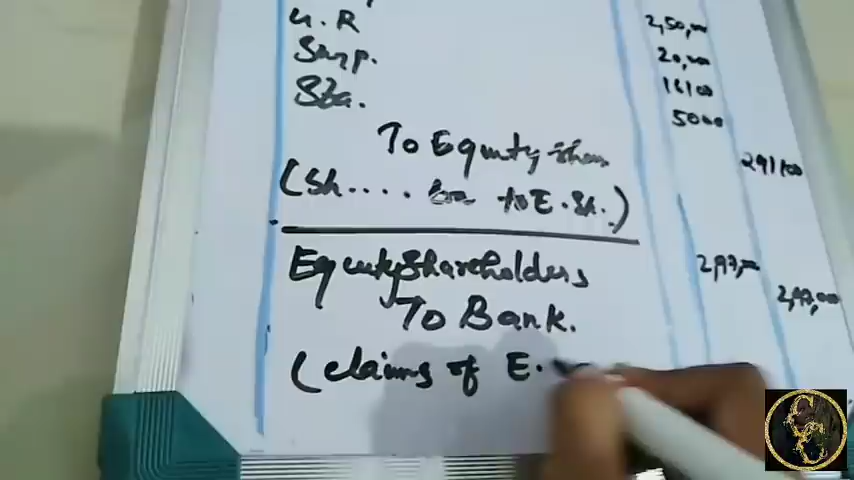 G.R 2,50,000
Surp. 20,000
Sta. 16100
5000
To Equity shar 291100
(Sh.... to E.Sh.)
Equity Shareholders 2,97,000
To Bank. 2,97,000
(claims of E.